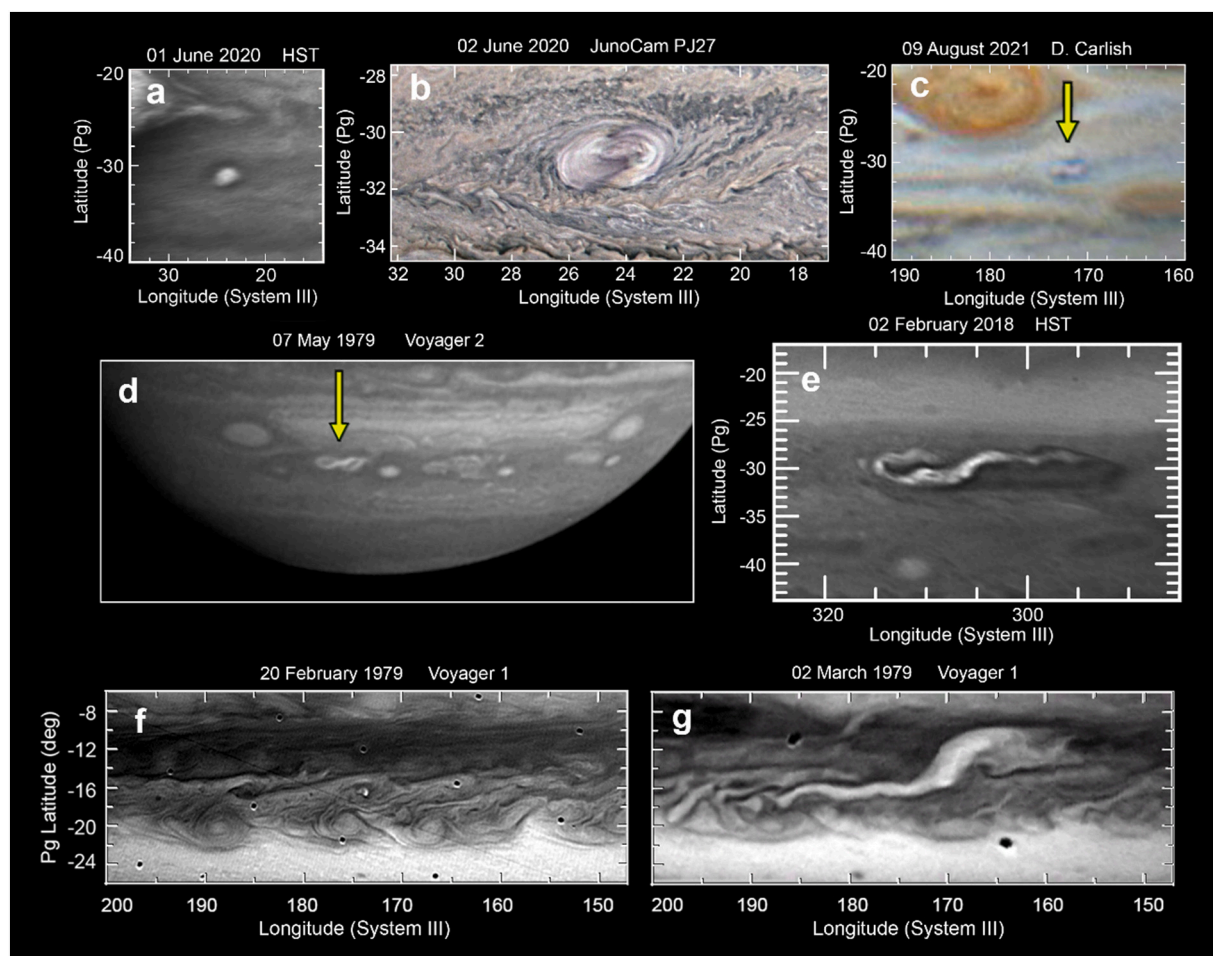 01 June 2020 HST
a
-20
-30
-40
Latitude (Pg)
30 20
Longitude (System III)
02 June 2020 JunoCam PJ27
b
-28
-30
-32
-34
Latitude (Pg)
32 30 28 26 24 22 20 18
Longitude (System III)
09 August 2021 D. Carlish
c
-20
-30
-40
Latitude (Pg)
190 180 170 160
Longitude (System III)
07 May 1979 Voyager 2
d
02 February 2018 HST
e
-20
-25
-30
-35
-40
Latitude (Pg)
320 300
Longitude (System III)
20 February 1979 Voyager 1
f
-8
-12
-16
-20
-24
Pg Latitude (deg)
200 190 180 170 160 150
Longitude (System III)
02 March 1979 Voyager 1
g
200 190 180 170 160 150
Longitude (System III)